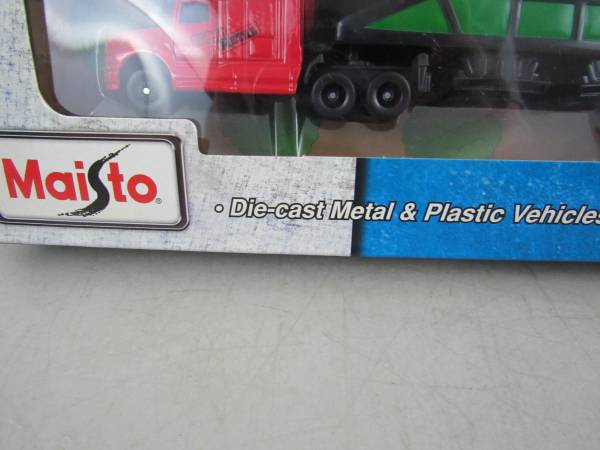 Maisto®
• Die-cast Metal & Plastic Vehicles